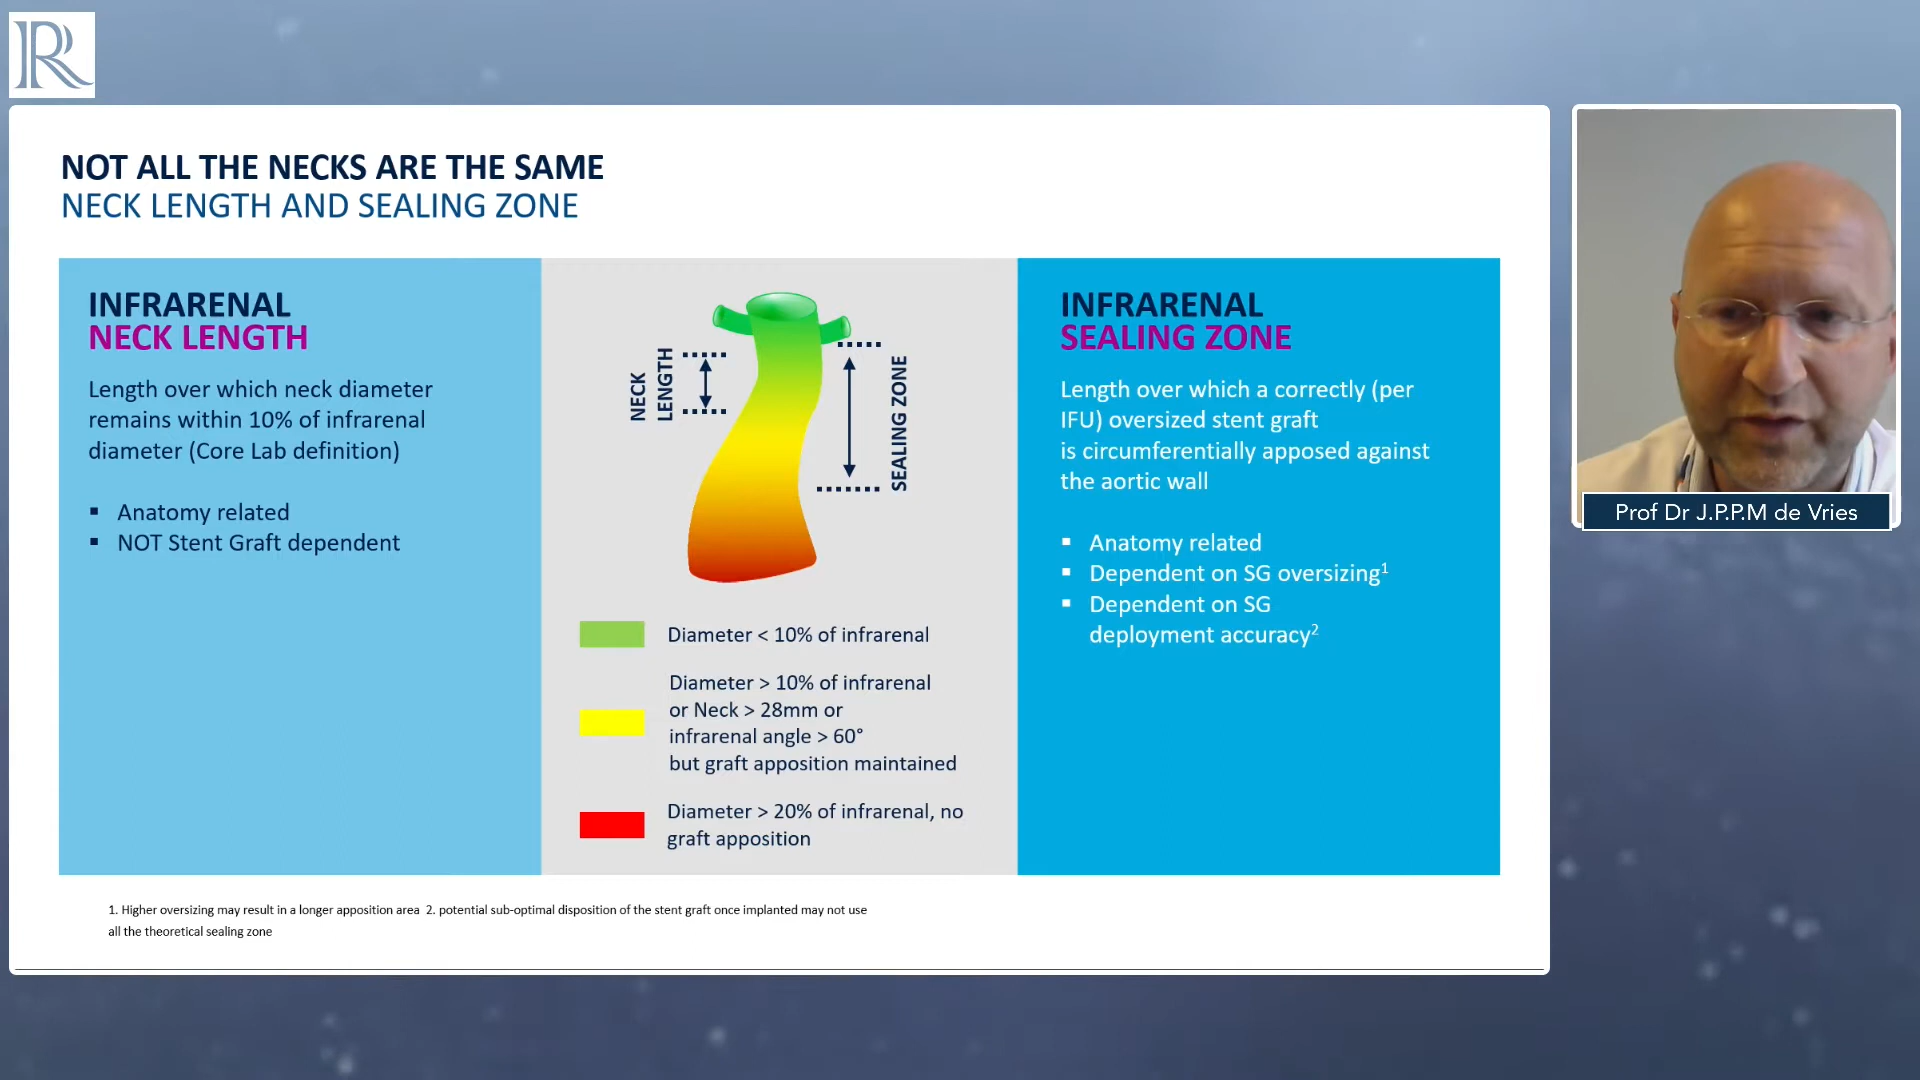 R
NOT ALL THE NECKS ARE THE SAME
NECK LENGTH AND SEALING ZONE
INFRARENAL
NECK LENGTH
Length over which neck diameter
remains within 10% of infrarenal
diameter (Core Lab definition)
▪ Anatomy related
▪ NOT Stent Graft dependent
NECK
LENGTH
SEALING ZONE
Diameter < 10% of infrarenal
Diameter > 10% of infrarenal
or Neck > 28mm or
infrarenal angle > 60°
but graft apposition maintained
Diameter > 20% of infrarenal, no
graft apposition
INFRARENAL
SEALING ZONE
Length over which a correctly (per
IFU) oversized stent graft
is circumferentially apposed against
the aortic wall
▪ Anatomy related
▪ Dependent on SG oversizing¹
▪ Dependent on SG
deployment accuracy²
1. Higher oversizing may result in a longer apposition area 2. potential sub-optimal disposition of the stent graft once implanted may not use
all the theoretical sealing zone
Prof Dr J.P.P.M de Vries